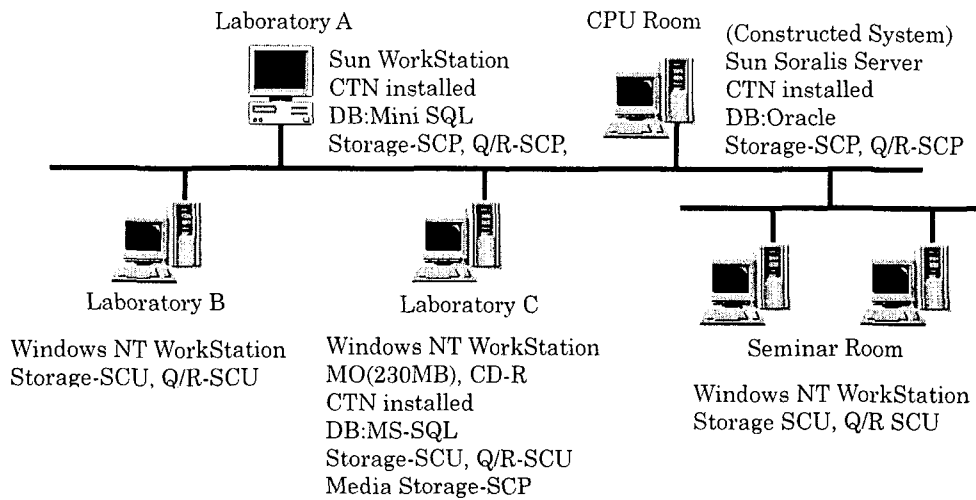 Laboratory A
Sun WorkStation
CTN installed
DB:Mini SQL
Storage-SCP, Q/R-SCP,
CPU Room
(Constructed System)
Sun Soralis Server
CTN installed
DB:Oracle
Storage-SCP, Q/R-SCP
Laboratory B
Windows NT WorkStation
Storage-SCU, Q/R-SCU
Laboratory C
Windows NT WorkStation
MO(230MB), CD-R
CTN installed
DB:MS-SQL
Storage-SCU, Q/R-SCU
Media Storage-SCP
Seminar Room
Windows NT WorkStation
Storage SCU, Q/R SCU